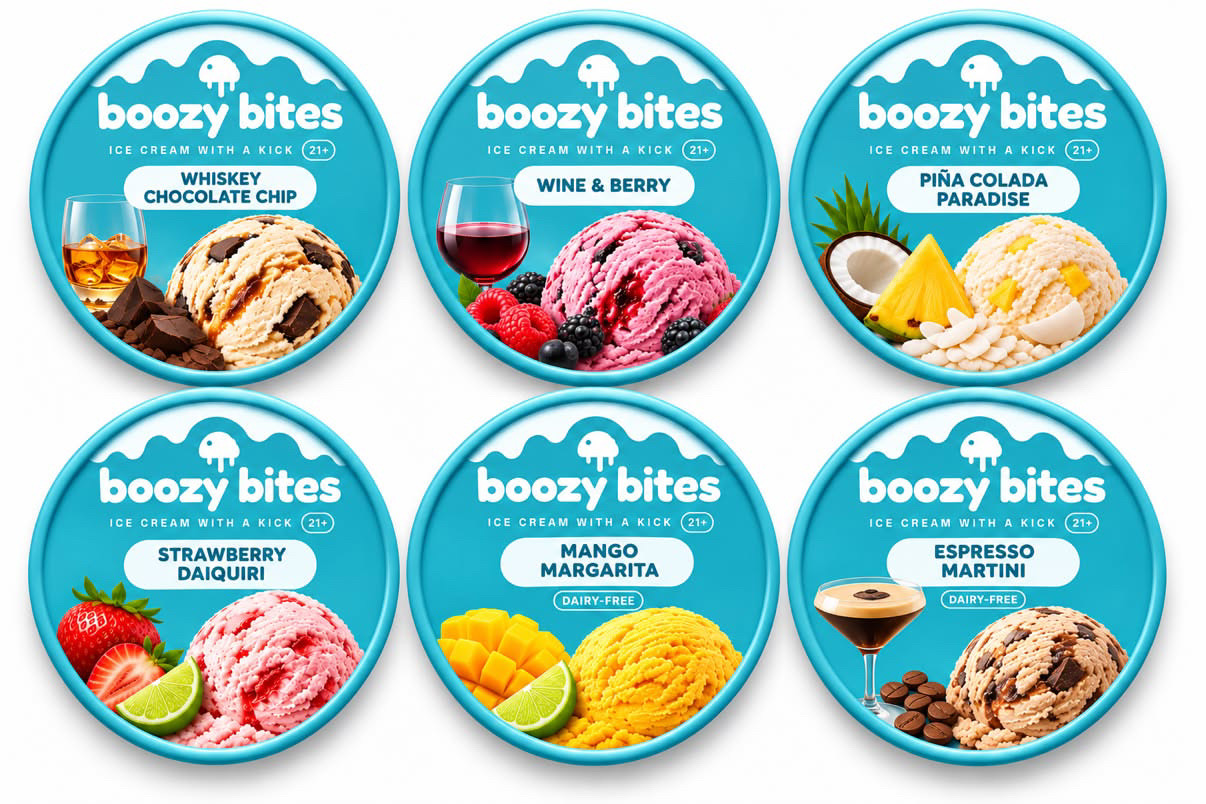 boozy bites
ICE CREAM WITH A KICK 21+
WHISKEY
CHOCOLATE CHIP
boozy bites
ICE CREAM WITH A KICK 21+
WINE & BERRY
boozy bites
ICE CREAM WITH A KICK 21+
PIÑA COLADA
PARADISE
boozy bites
ICE CREAM WITH A KICK 21+
STRAWBERRY
DAIQUIRI
boozy bites
ICE CREAM WITH A KICK 21+
MANGO
MARGARITA
DAIRY-FREE
boozy bites
ICE CREAM WITH A KICK 21+
ESPRESSO
MARTINI
DAIRY-FREE